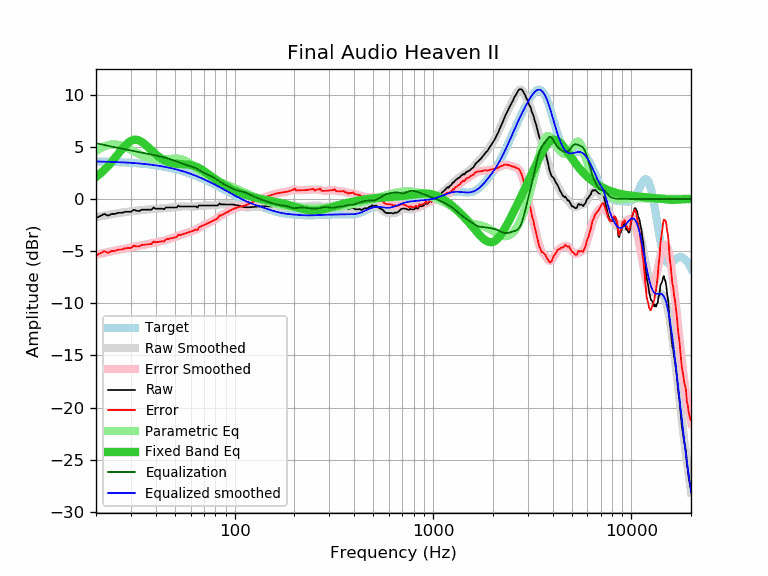 Final Audio Heaven II
Amplitude (dBr)
10
5
0
−5
−10
−15
−20
−25
−30
Target
Raw Smoothed
Error Smoothed
Raw
Error
Parametric Eq
Fixed Band Eq
Equalization
Equalized smoothed
100 1000 10000
Frequency (Hz)